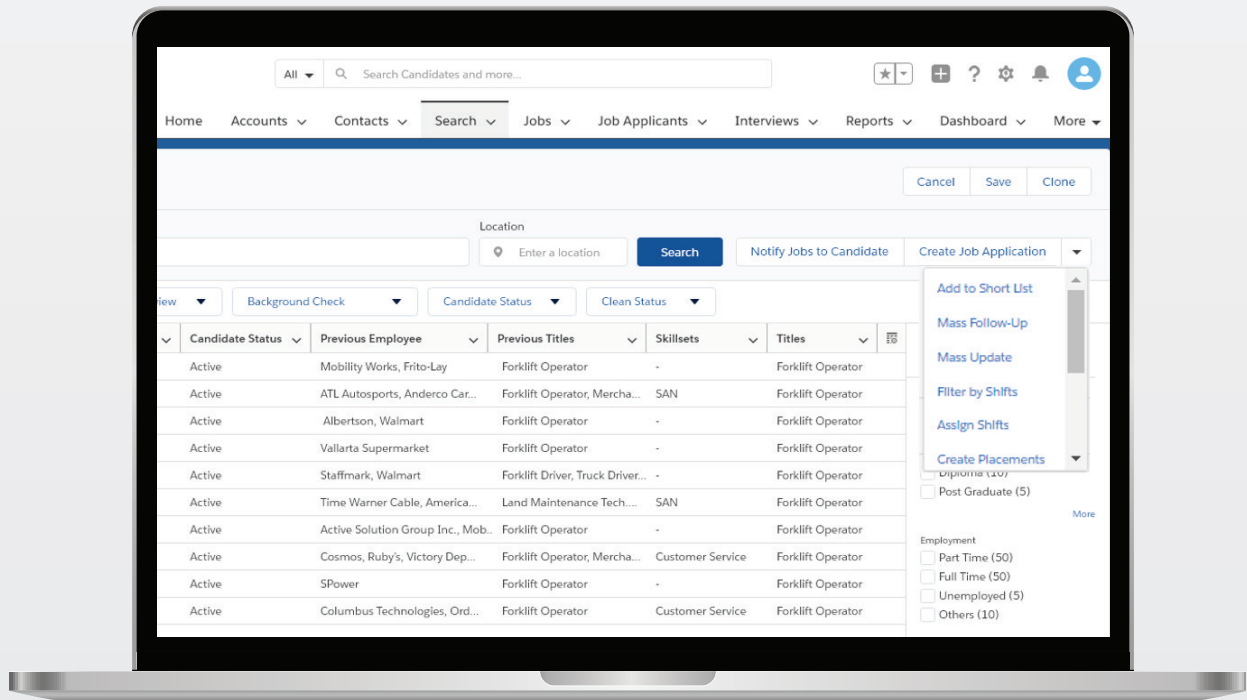 All
Search Candidates and more...
Home Accounts Contacts Search Jobs Job Applicants Interviews Reports Dashboard More
Cancel Save Clone
Location
Enter a location Search Notify Jobs to Candidate Create Job Application
Add to Short List
Mass Follow-Up
Mass Update
Filter by Shifts
Assign Shifts
Create Placements
Background Check Candidate Status Clean Status
Candidate Status Previous Employee Previous Titles Skillsets Titles
Active Mobility Works, Frito-Lay Forklift Operator - Forklift Operator
Active ATL Autosports, Anderco Car... Forklift Operator, Mercha... SAN Forklift Operator
Active Albertson, Walmart Forklift Operator - Forklift Operator
Active Vallarta Supermarket Forklift Operator - Forklift Operator
Active Staffmark, Walmart Forklift Driver, Truck Driver... - Forklift Operator
Active Time Warner Cable, America... Land Maintenance Tech.... SAN Forklift Operator
Active Active Solution Group Inc., Mob.. Forklift Operator - Forklift Operator
Active Cosmos, Ruby's, Victory Dep... Forklift Operator, Mercha... Customer Service Forklift Operator
Active SPower Forklift Operator - Forklift Operator
Active Columbus Technologies, Ord... Forklift Operator Customer Service Forklift Operator
Diploma (10)
Post Graduate (5)
More
Employment
Part Time (50)
Full Time (50)
Unemployed (5)
Others (10)